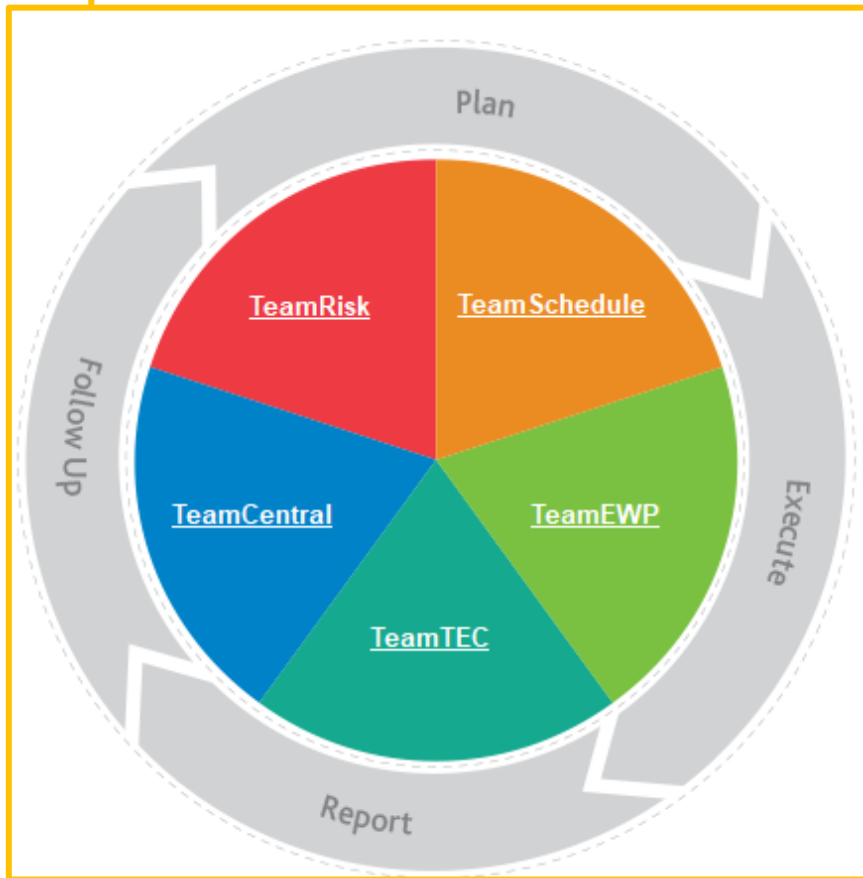 Plan
TeamRisk
TeamSchedule
Follow Up
TeamCentral
TeamEWP
Execute
TeamTEC
Report